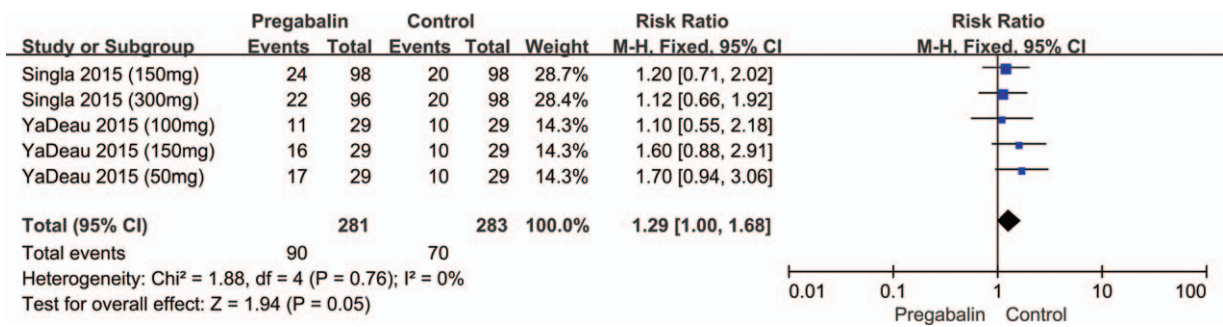 Pregabalin Control Risk Ratio Risk Ratio
Study or Subgroup Events Total Events Total Weight M-H. Fixed. 95% CI M-H. Fixed. 95% CI
Singla 2015 (150mg) 24 98 20 98 28.7% 1.20 [0.71, 2.02]
Singla 2015 (300mg) 22 96 20 98 28.4% 1.12 [0.66, 1.92]
YaDeau 2015 (100mg) 11 29 10 29 14.3% 1.10 [0.55, 2.18]
YaDeau 2015 (150mg) 16 29 10 29 14.3% 1.60 [0.88, 2.91]
YaDeau 2015 (50mg) 17 29 10 29 14.3% 1.70 [0.94, 3.06]
Total (95% CI) 281 283 100.0% 1.29 [1.00, 1.68]
Total events 90 70
Heterogeneity: Chi² = 1.88, df = 4 (P = 0.76); I² = 0%
Test for overall effect: Z = 1.94 (P = 0.05)
0.01 0.1 1 10 100
Pregabalin Control